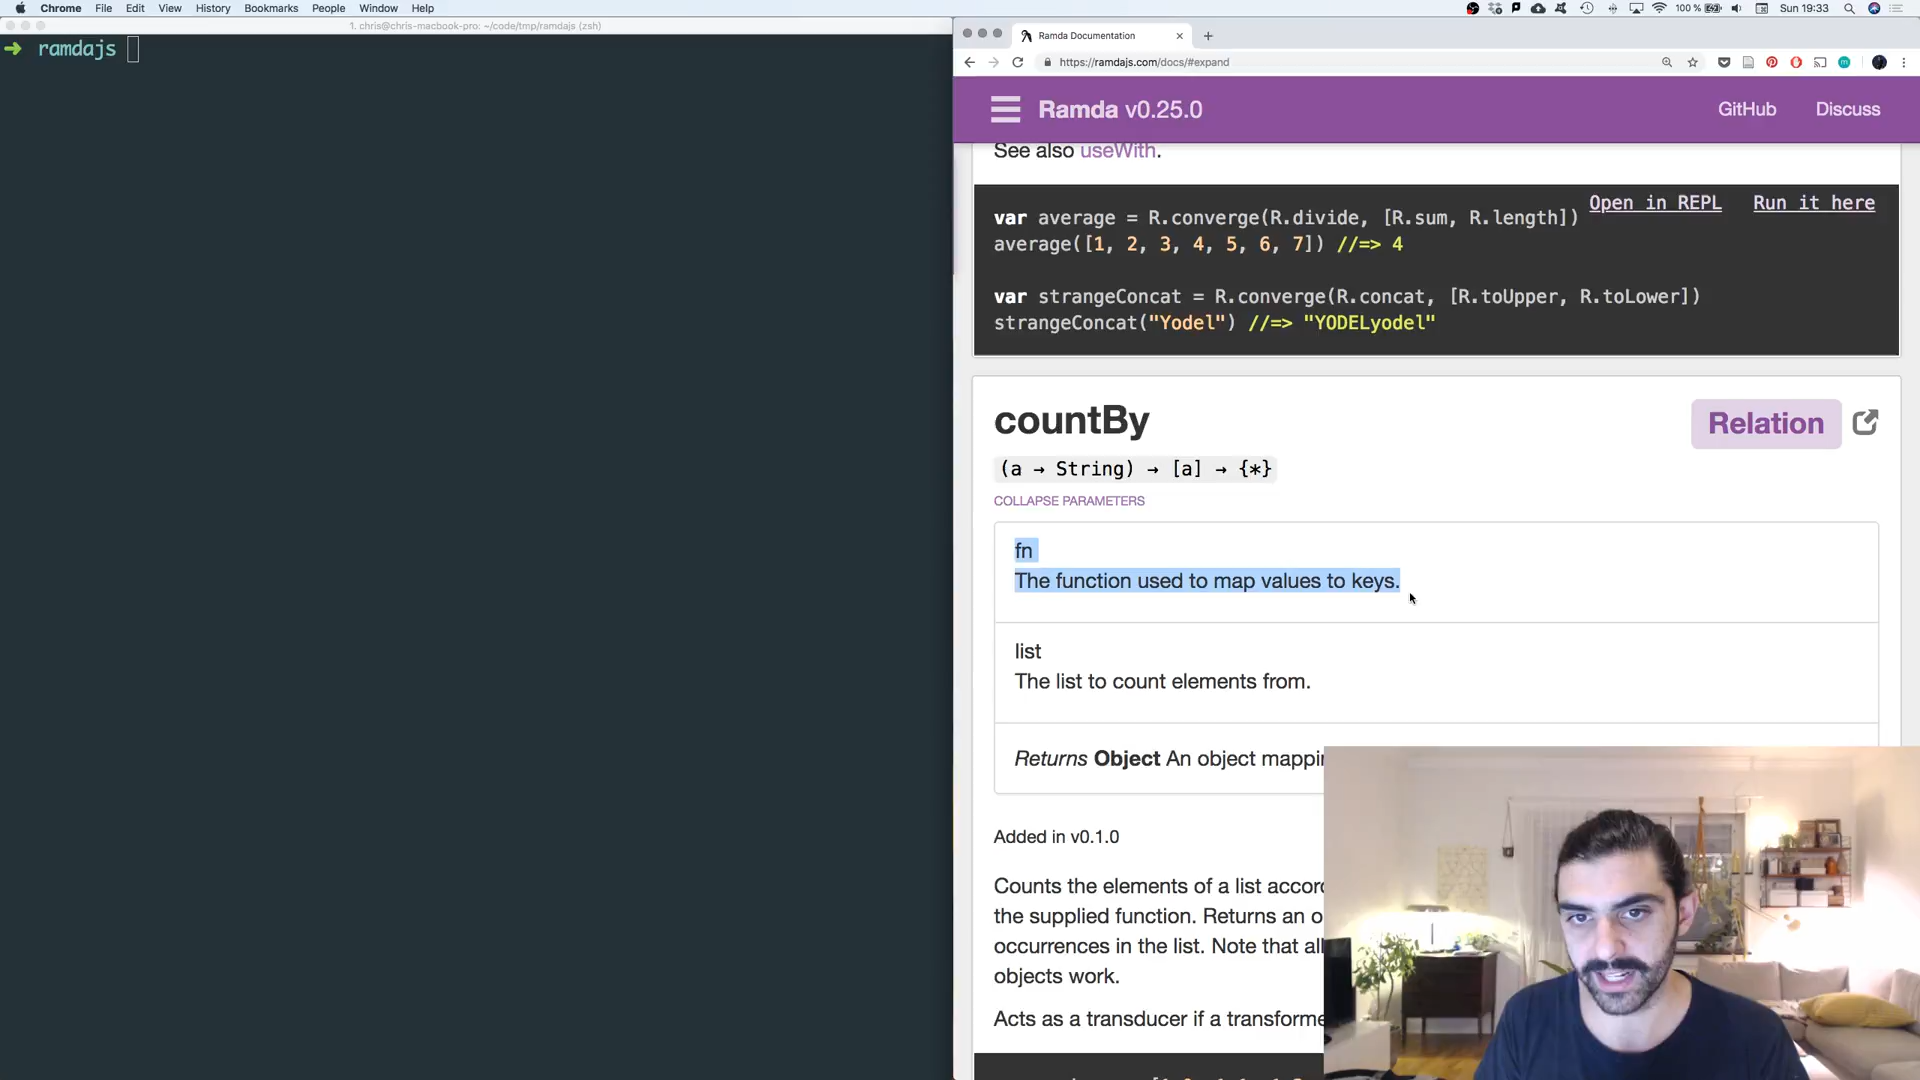 Chrome File Edit View History Bookmarks People Window Help
100 % Sun 19:33
1. chris@chris-macbook-pro: ~/code/tmp/ramdajs (zsh)
➜ ramdajs
Ramda Documentation
https://ramdajs.com/docs/#expand
Ramda v0.25.0
GitHub
Discuss
See also useWith.
Open in REPL
Run it here
var average = R.converge(R.divide, [R.sum, R.length])
average([1, 2, 3, 4, 5, 6, 7]) //=> 4
var strangeConcat = R.converge(R.concat, [R.toUpper, R.toLower])
strangeConcat("Yodel") //=> "YODELyodel"
countBy
Relation
(a → String) → [a] → {*}
COLLAPSE PARAMETERS
fn
The function used to map values to keys.
list
The list to count elements from.
Returns Object An object mappin
Added in v0.1.0
Counts the elements of a list accor
the supplied function. Returns an o
occurrences in the list. Note that all
objects work.
Acts as a transducer if a transforme